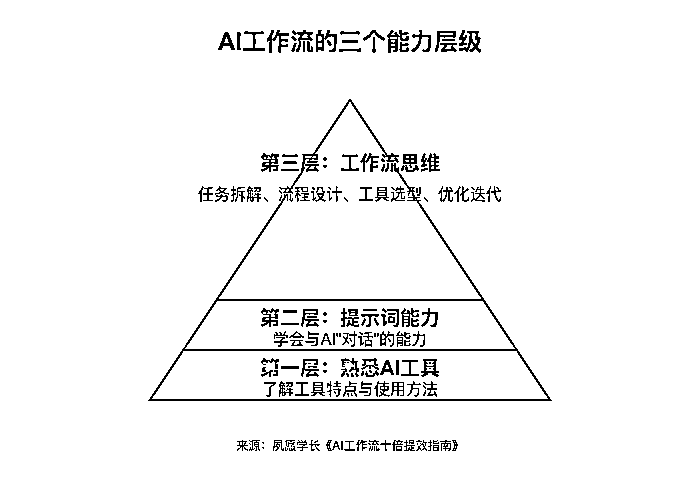 AI工作流的三个能力层级
第三层：工作流思维
任务拆解、流程设计、工具选型、优化迭代
第二层：提示词能力
学会与AI"对话"的能力
第一层：熟悉AI工具
了解工具特点与使用方法
来源：夙愿学长《AI工作流十倍提效指南》